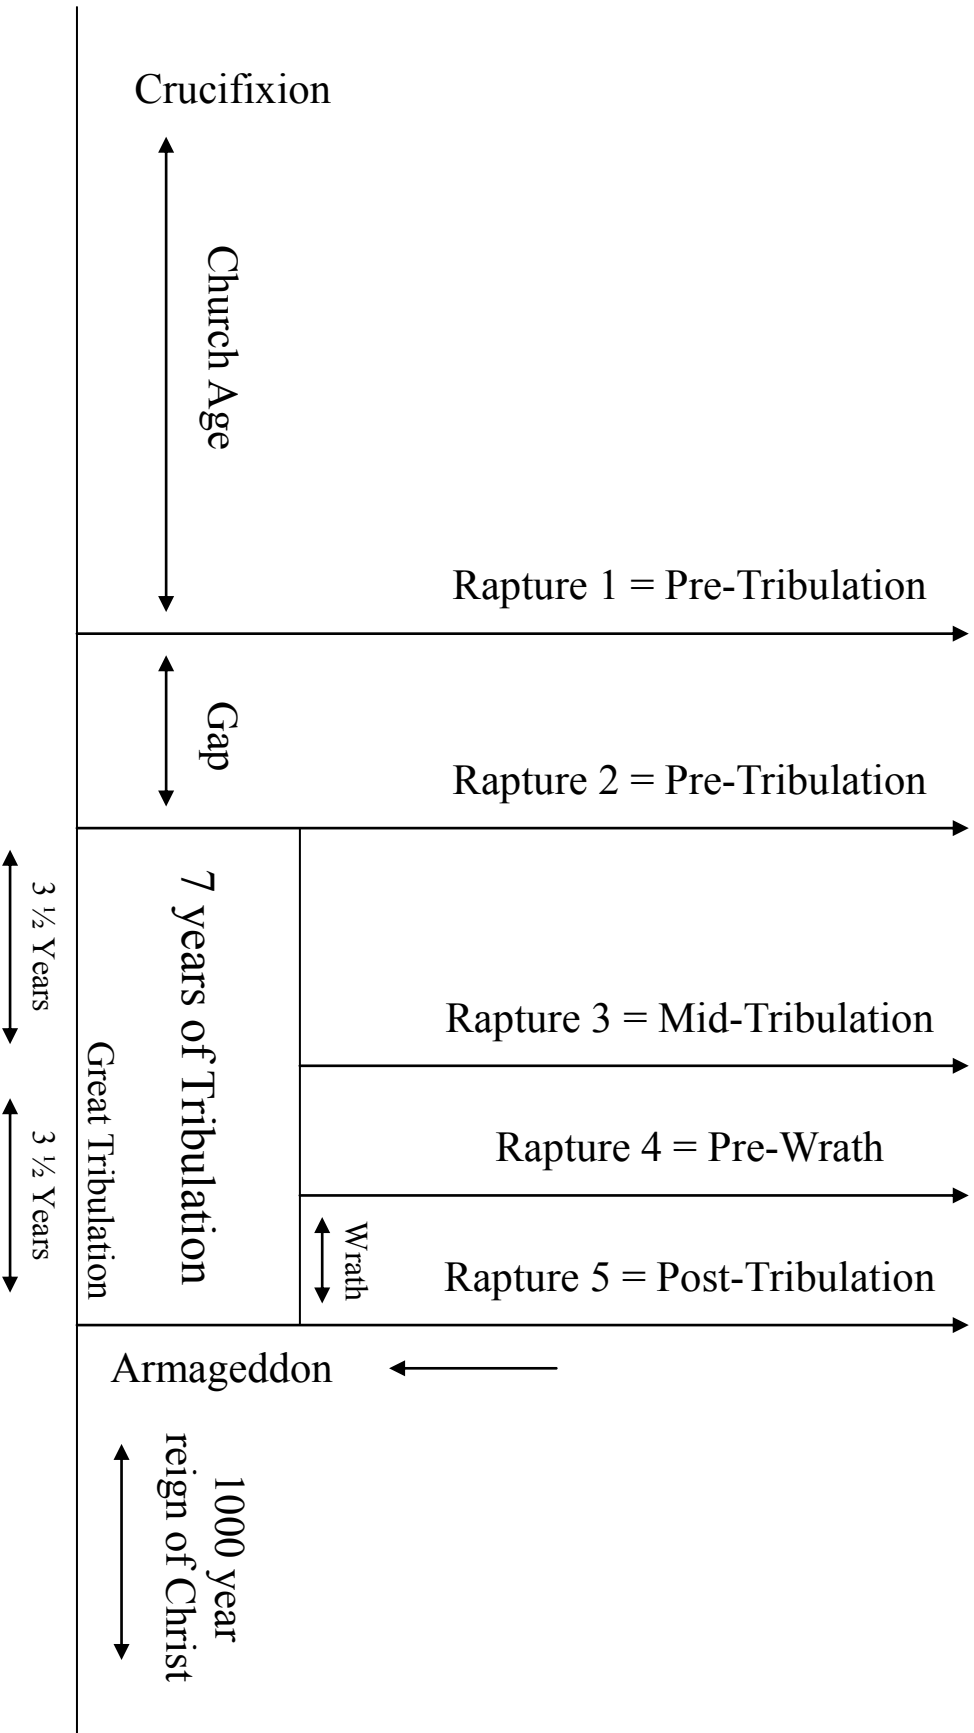 Crucifixion
Church Age
Rapture 1 = Pre-Tribulation
Gap
Rapture 2 = Pre-Tribulation
3 ½ Years
7 years of Tribulation
Rapture 3 = Mid-Tribulation
Great Tribulation
3 ½ Years
Rapture 4 = Pre-Wrath
Wrath
Rapture 5 = Post-Tribulation
Armageddon
1000 year
reign of Christ